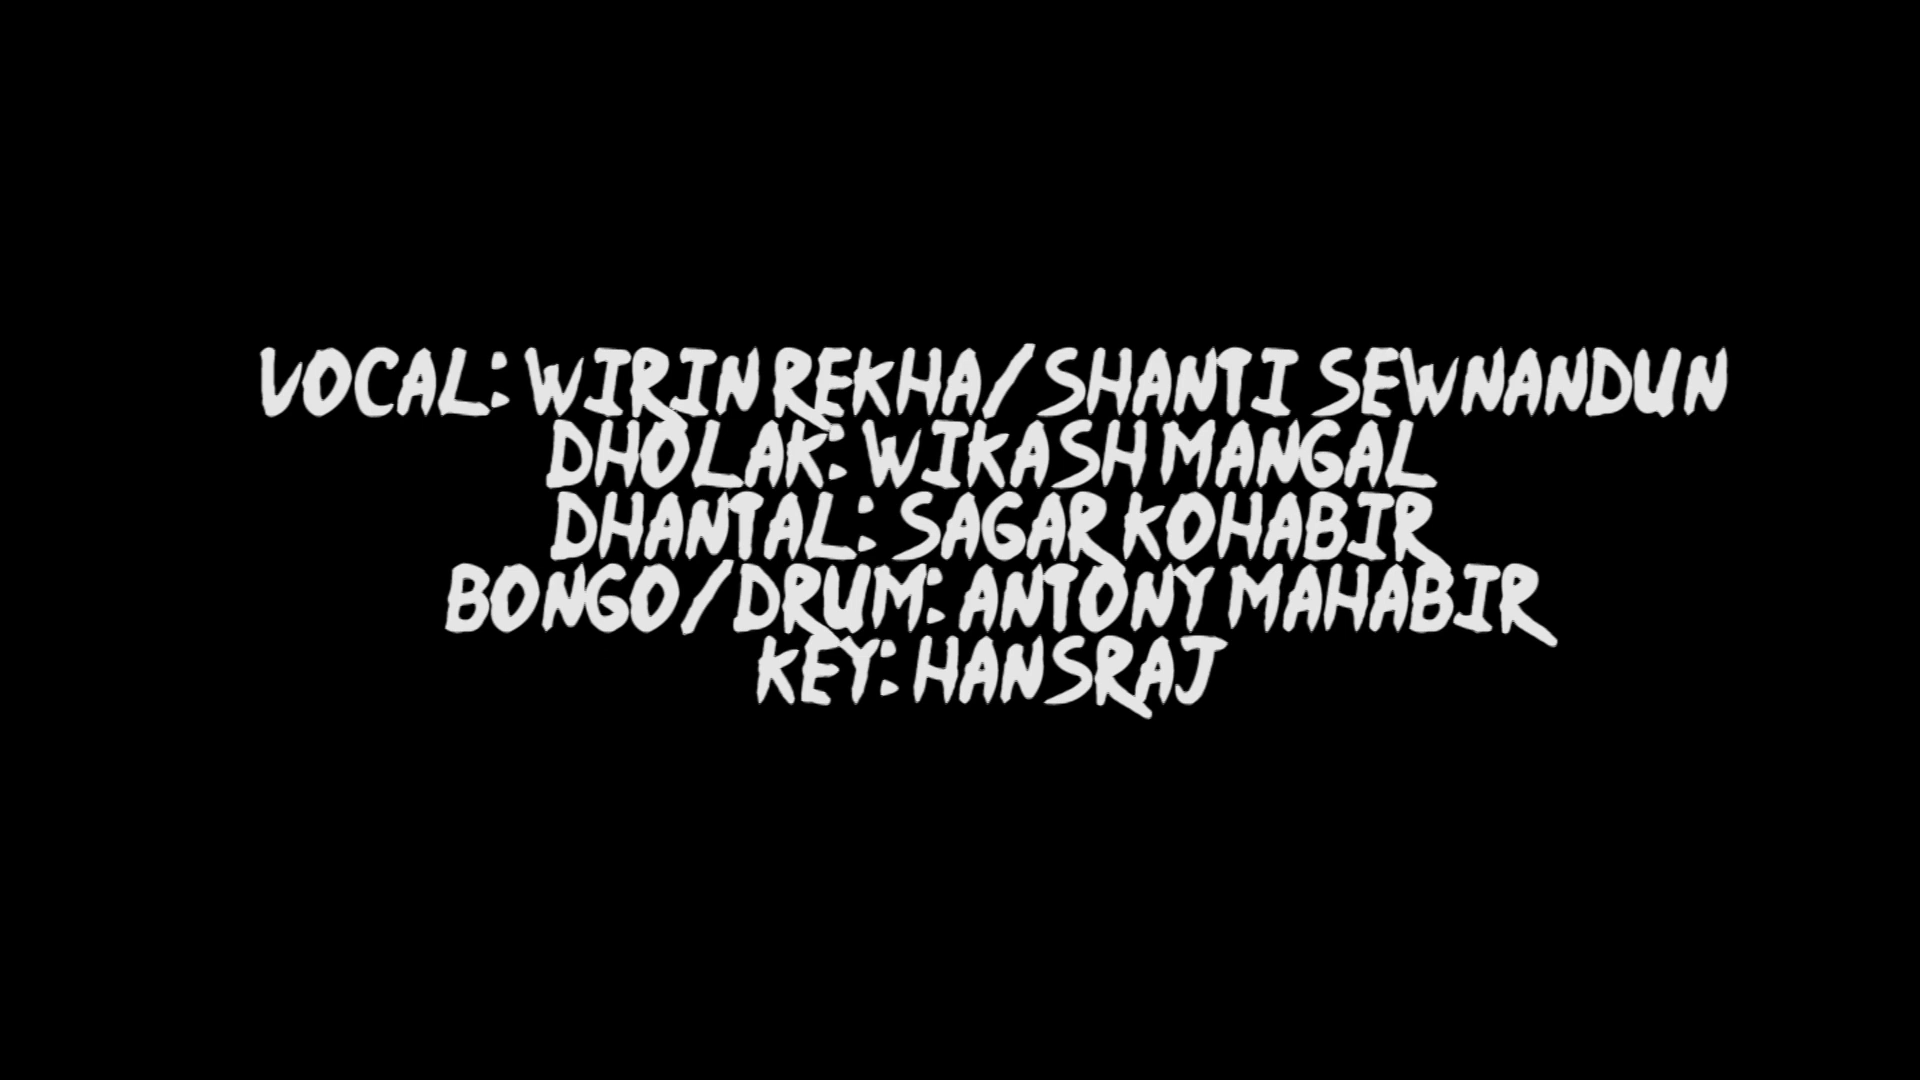 VOCAL: WIRIN REKHA/ SHANTI SEWNANDUN
DHOLAK: WIKASH MANGAL
DHANTAL: SAGAR KOHABIR
BONGO/DRUM: ANTONY MAHABIR
KEY: HANSRAJ